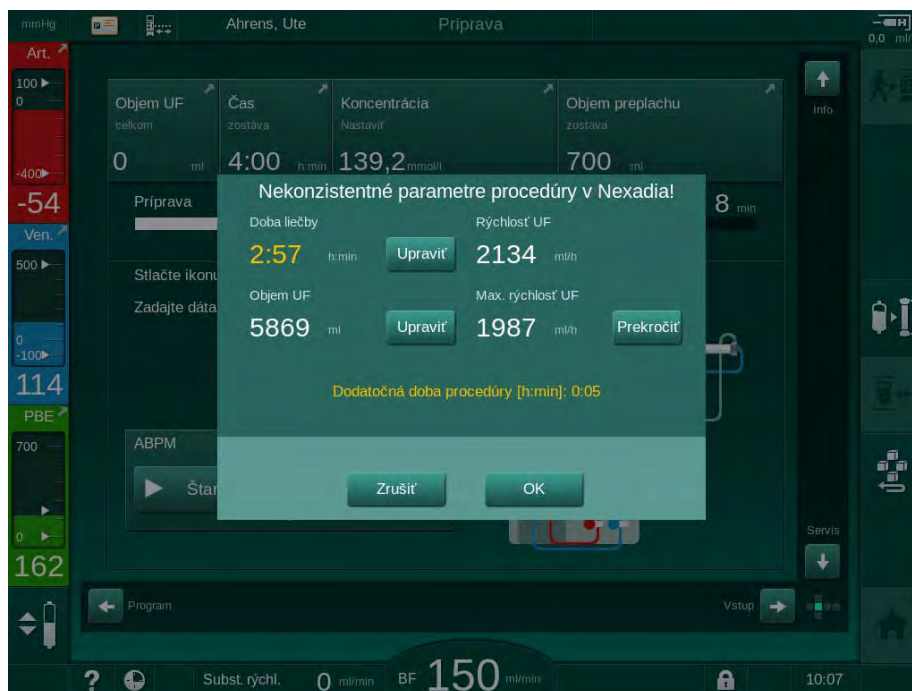 mmHg
Ahrens, Ute
Príprava
0,0 ml/
Art.
100
0
-400
-54
Ven.
500
0
-100
114
PBE
700
0
162
Objem UF
celkom
0 ml
Čas
zostáva
4:00 h:min
Koncentrácia
Nastaviť
139,2 mmol/l
Objem preplachu
zostáva
700 ml
Info
Príprava
8 min
Stlačte ikonu
Zadajte dáta
Nekonzistentné parametre procedúry v Nexadia!
Doba liečby
2:57 h:min
Upraviť
Rýchlosť UF
2134 ml/h
Objem UF
5869 ml
Upraviť
Max. rýchlosť UF
1987 ml/h
Prekročiť
Dodatočná doba procedúry [h:min]: 0:05
Zrušiť
OK
ABPM
Štar
Servis
Program
Vstup
?
Subst. rýchl. 0 ml/min
BF 150 ml/min
10:07